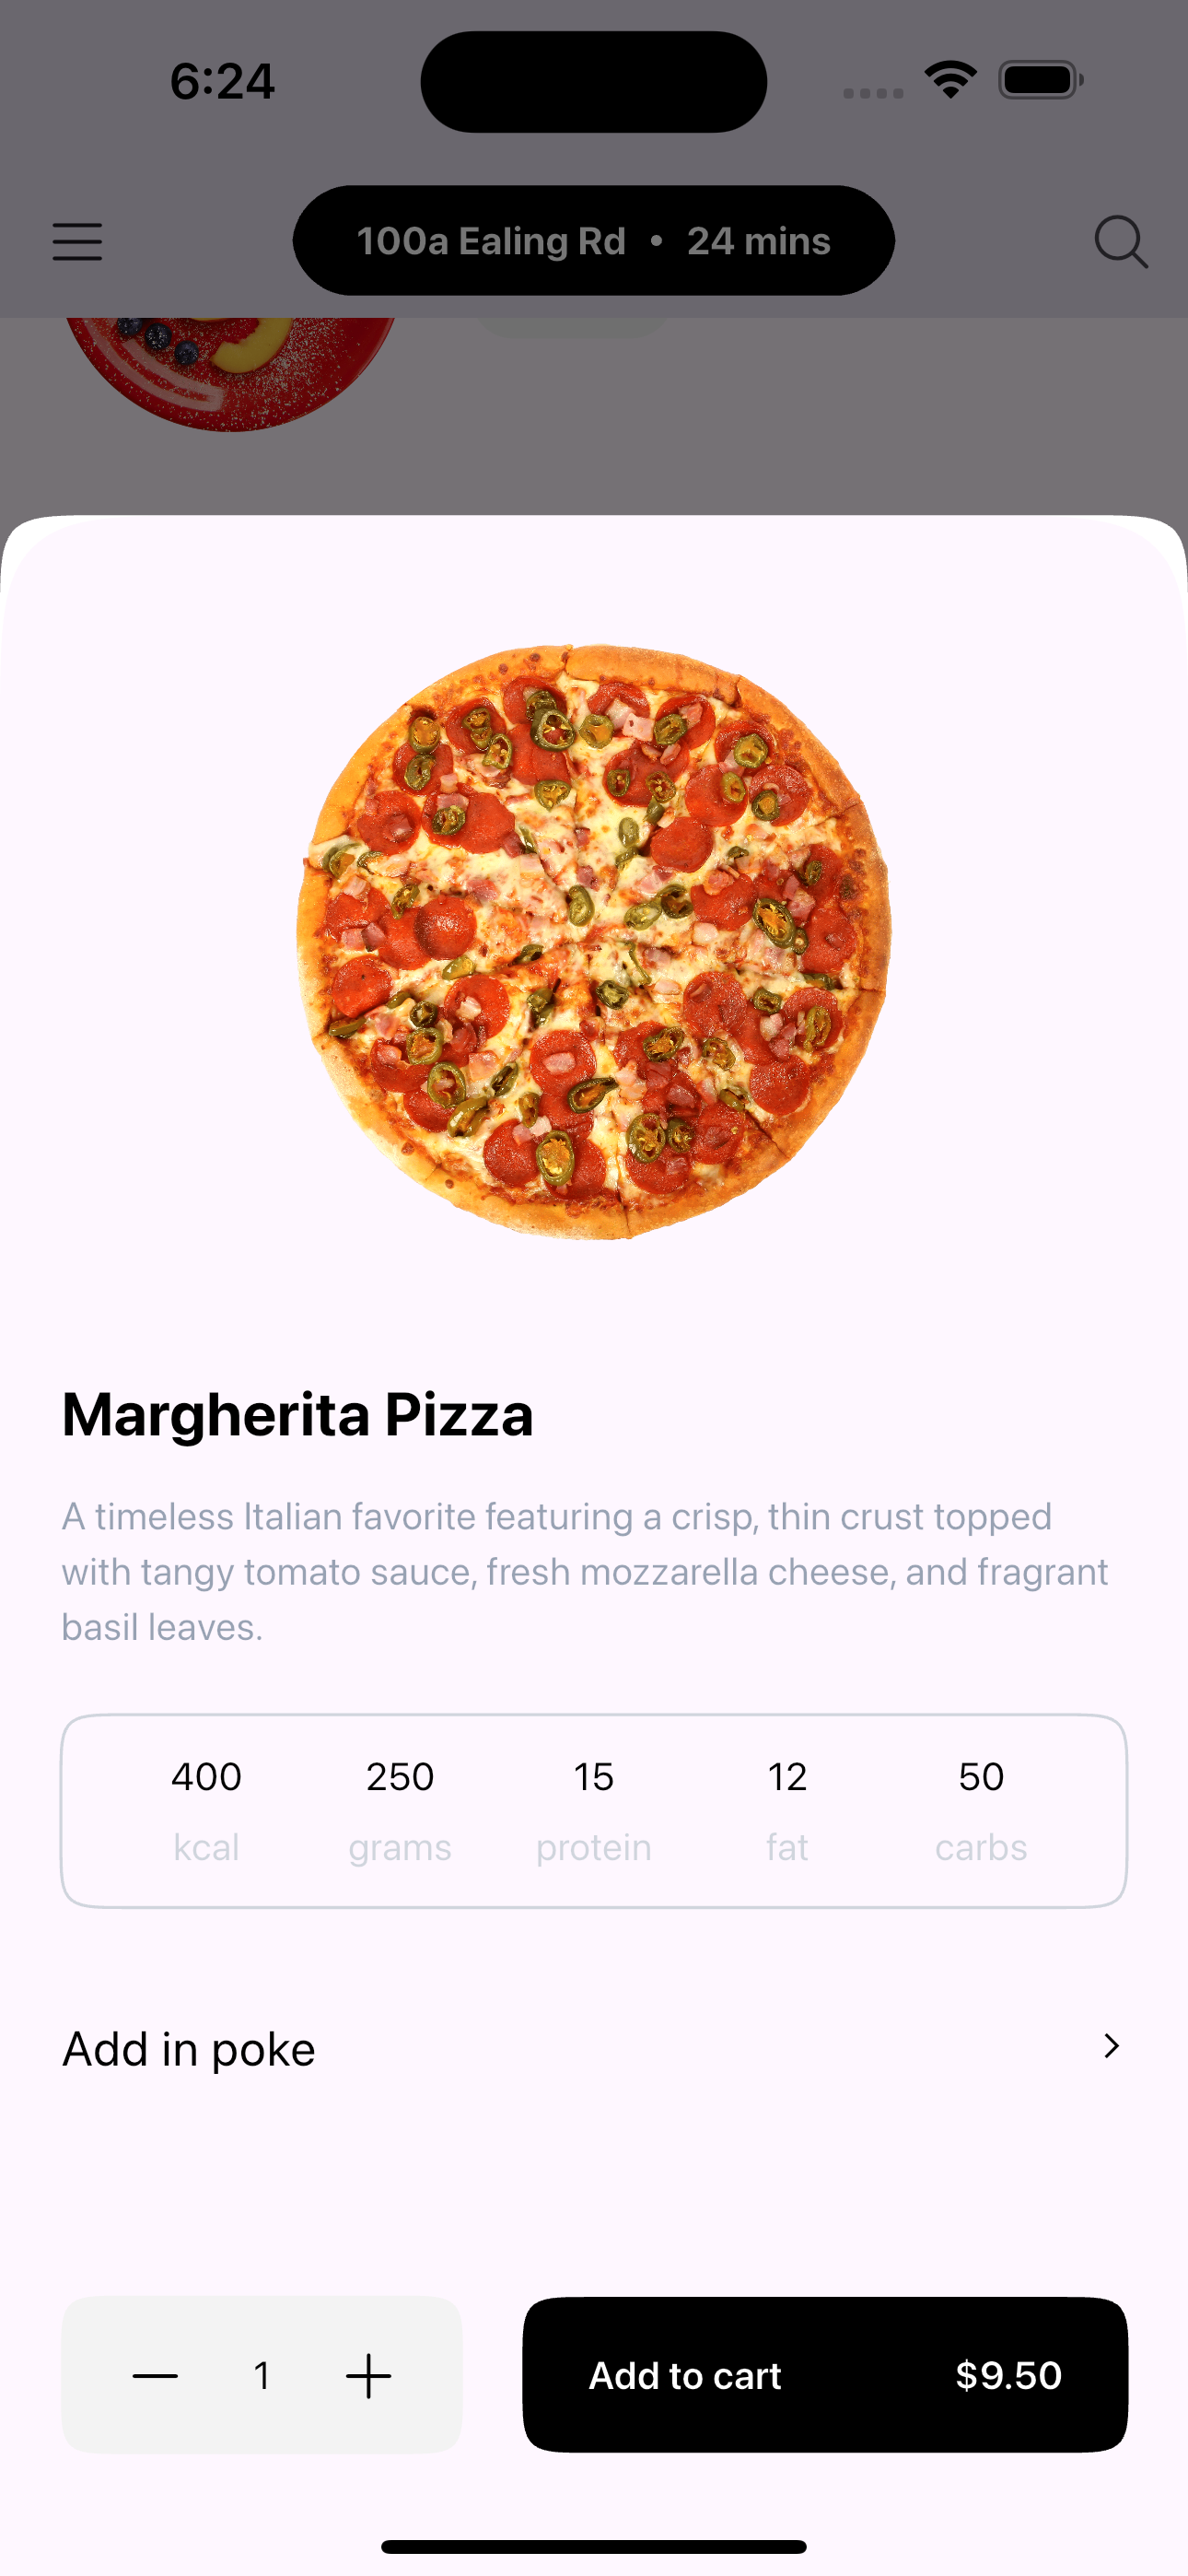 6:24
100a Ealing Rd • 24 mins
Margherita Pizza
A timeless Italian favorite featuring a crisp, thin crust topped
with tangy tomato sauce, fresh mozzarella cheese, and fragrant
basil leaves.
400 250 15 12 50
kcal grams protein fat carbs
Add in poke
1 Add to cart $9.50